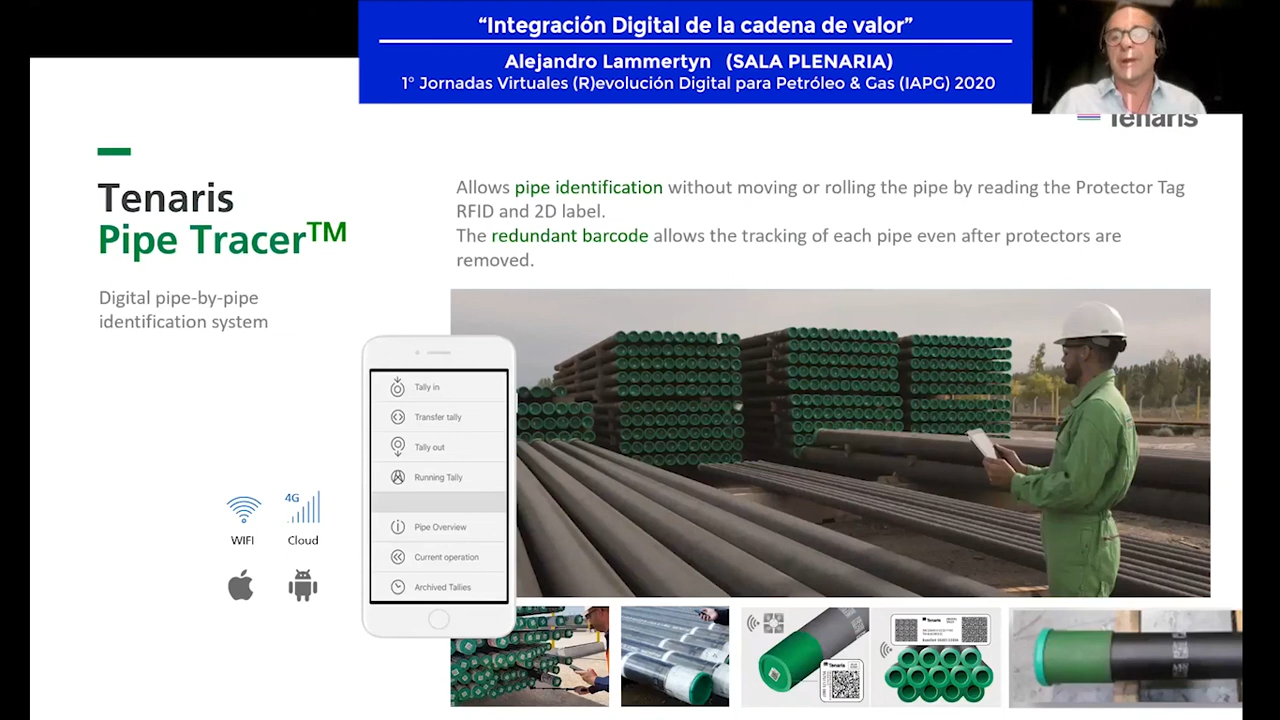 “Integración Digital de la cadena de valor”
Alejandro Lammertyn (SALA PLENARIA)
1° Jornadas Virtuales (R)evolución Digital para Petróleo & Gas (IAPG) 2020
Tenaris
Tenaris
Pipe Tracer™
Digital pipe-by-pipe
identification system
Allows pipe identification without moving or rolling the pipe by reading the Protector Tag
RFID and 2D label.
The redundant barcode allows the tracking of each pipe even after protectors are
removed.
Tally in
Transfer tally
Tally out
Running Tally
Pipe Overview
Current operation
Archived Tallies
4G
WIFI
Cloud
Tenaris
Tenaris